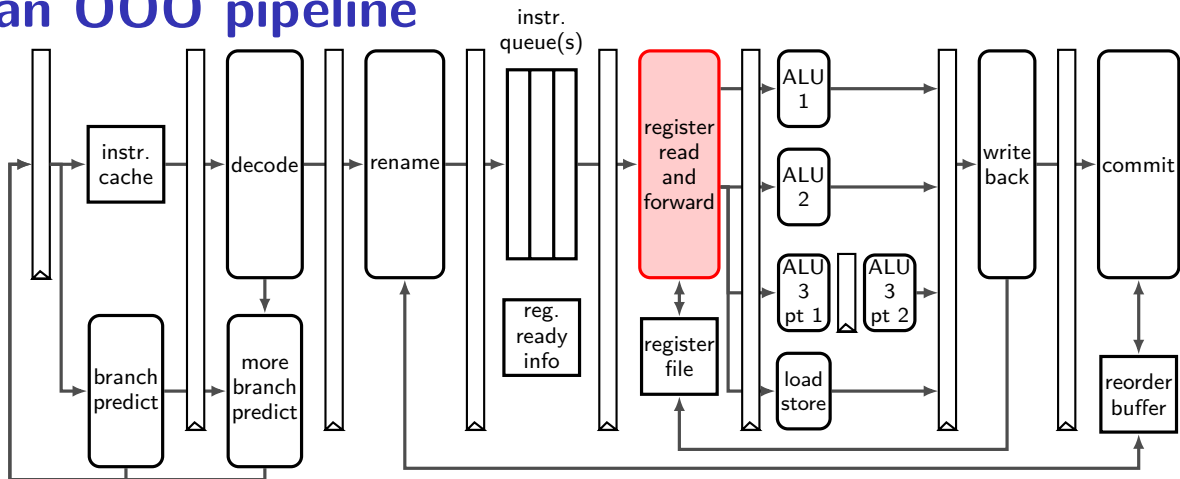 an OOO pipeline
instr.
queue(s)
instr.
cache
decode
rename
register
read
and
forward
ALU
1
ALU
2
ALU
3
pt 1
ALU
3
pt 2
load
store
write
back
commit
branch
predict
more
branch
predict
reg.
ready
info
register
file
reorder
buffer